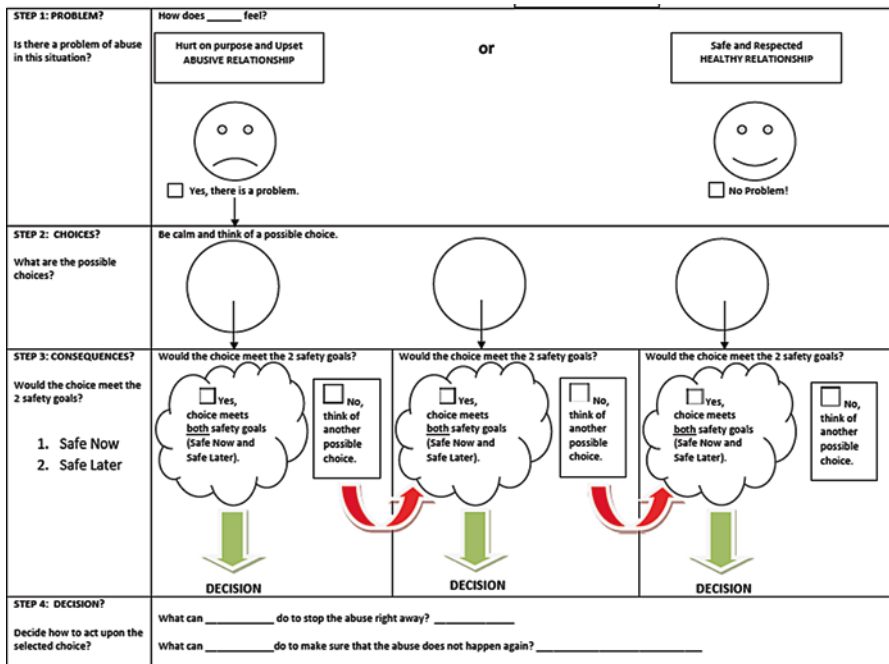 STEP 1: PROBLEM?
Is there a problem of abuse
in this situation?
How does ______ feel?
Hurt on purpose and Upset
ABUSIVE RELATIONSHIP
or
Safe and Respected
HEALTHY RELATIONSHIP
Yes, there is a problem.
No Problem!
STEP 2: CHOICES?
What are the possible
choices?
Be calm and think of a possible choice.
STEP 3: CONSEQUENCES?
Would the choice meet the
2 safety goals?
1. Safe Now
2. Safe Later
Would the choice meet the 2 safety goals?
Yes,
choice meets
both safety goals
(Safe Now and
Safe Later).
No,
think of
another
possible
choice.
DECISION
Would the choice meet the 2 safety goals?
Yes,
choice meets
both safety goals
(Safe Now and
Safe Later).
No,
think of
another
possible
choice.
DECISION
Would the choice meet the 2 safety goals?
Yes,
choice meets
both safety goals
(Safe Now and
Safe Later).
No,
think of
another
possible
choice.
DECISION
STEP 4: DECISION?
Decide how to act upon the
selected choice?
What can ____________ do to stop the abuse right away? ____________
What can ____________do to make sure that the abuse does not happen again? _________________________